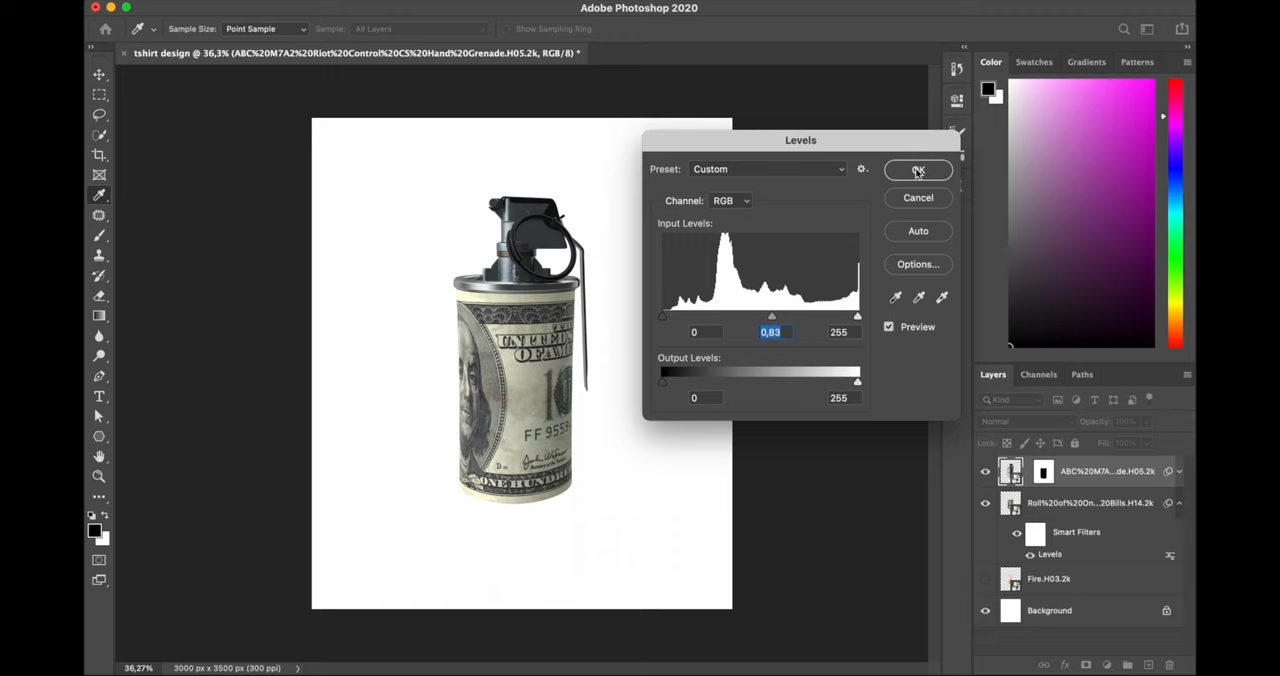 Adobe Photoshop 2020
Sample Size: Point Sample Sample: All Layers Show Sampling Ring
tshirt design @ 36,3% (ABC%20M7A2%20Riot%20Control%20CS%20Hand%20Grenade.H05.2k, RGB/8) *
Color Swatches Gradients Patterns
Levels
Preset: Custom
OK
Channel: RGB
Cancel
Input Levels:
Auto
Options...
0 0,83 255
Preview
Output Levels:
0 255
UNITED STATES
OF AME
10
FF 9559
ONE HUNDRE
Layers Channels Paths
Kind
Normal Opacity: 100%
Lock: Fill: 100%
ABC%20M7A...de.H05.2k
Roll%20of%20On...20Bills.H14.2k
Smart Filters
Levels
Fire.H03.2k
Background
36,27% 3000 px x 3500 px (300 ppi)